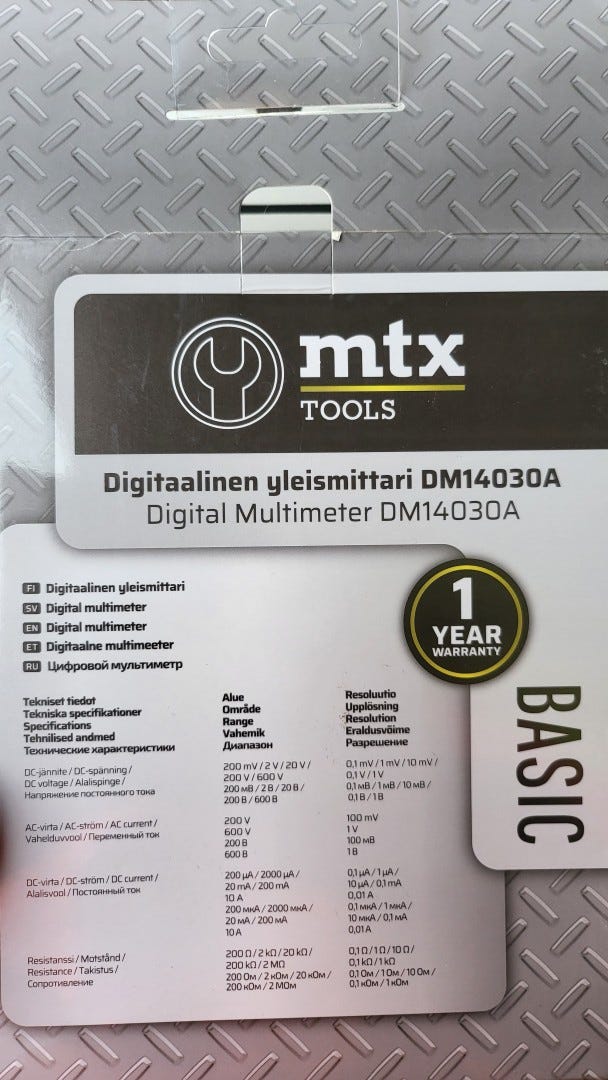 mtx
TOOLS
Digitaalinen yleismittari DM14030A
Digital Multimeter DM14030A
FI Digitaalinen yleismittari
SV Digital multimeter
EN Digital multimeter
ET Digitaalne multimeeter
RU Цифровой мультиметр
1
YEAR
WARRANTY
BASIC
Tekniset tiedot
Tekniska specifikationer
Specifications
Tehnilised andmed
Технические характеристики
Alue
Område
Range
Vahemik
Диапазон
Resoluutio
Upplösning
Resolution
Eraldusvõime
Разрешение
DC-jännite / DC-spänning /
DC voltage / Alalispinge /
Напряжение постоянного тока
200 mV / 2 V / 20 V /
200 V / 600 V
200 мВ / 2 В / 20 В /
200 В / 600 В
0,1 mV / 1 mV / 10 mV /
0,1 V / 1 V
0,1 мВ / 1 мВ / 10 мВ /
0,1 В / 1 В
AC-virta / AC-ström / AC current /
Vahelduvvool / Переменный ток
200 V
600 V
200 В
600 В
100 mV
1 V
100 мВ
1 В
DC-virta / DC-ström / DC current /
Alalisvool / Постоянный ток
200 µA / 2000 µA /
20 mA / 200 mA
10 A
200 мкА / 2000 мкА /
20 мА / 200 мА
10 А
0,1 µA / 1 µA /
10 µA / 0,1 mA
0,01 A
0,1 мкА / 1 мкА /
10 мкА / 0,1 мА
0,01 А
Resistanssi / Motstånd /
Resistance / Takistus /
Сопротивление
200 Ω / 2 kΩ / 20 kΩ /
200 kΩ / 2 MΩ
200 Ом / 2 кОм / 20 кОм /
200 кОм / 2 МОм
0,1 Ω / 1 Ω / 10 Ω /
0,1 kΩ / 1 kΩ
0,1 Ом / 1 Ом / 10 Ом /
0,1 кОм / 1 кОм